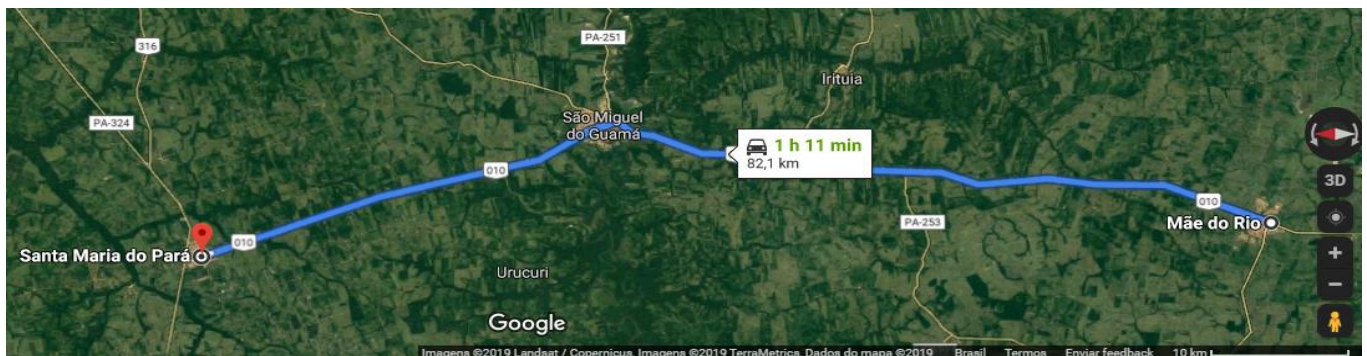 316
PA-251
Irituia
PA-324
São Miguel
do Guamá
1 h 11 min
82,1 km
010
3D
010
PA-253
010
Mãe do Rio
Santa Maria do Pará
Urucuri
Google
Imagens ©2019 Landsat / Copernicus, Imagens ©2019 TerraMetrics, Dados do mapa ©2019 Brasil Termos Enviar feedback 10 km